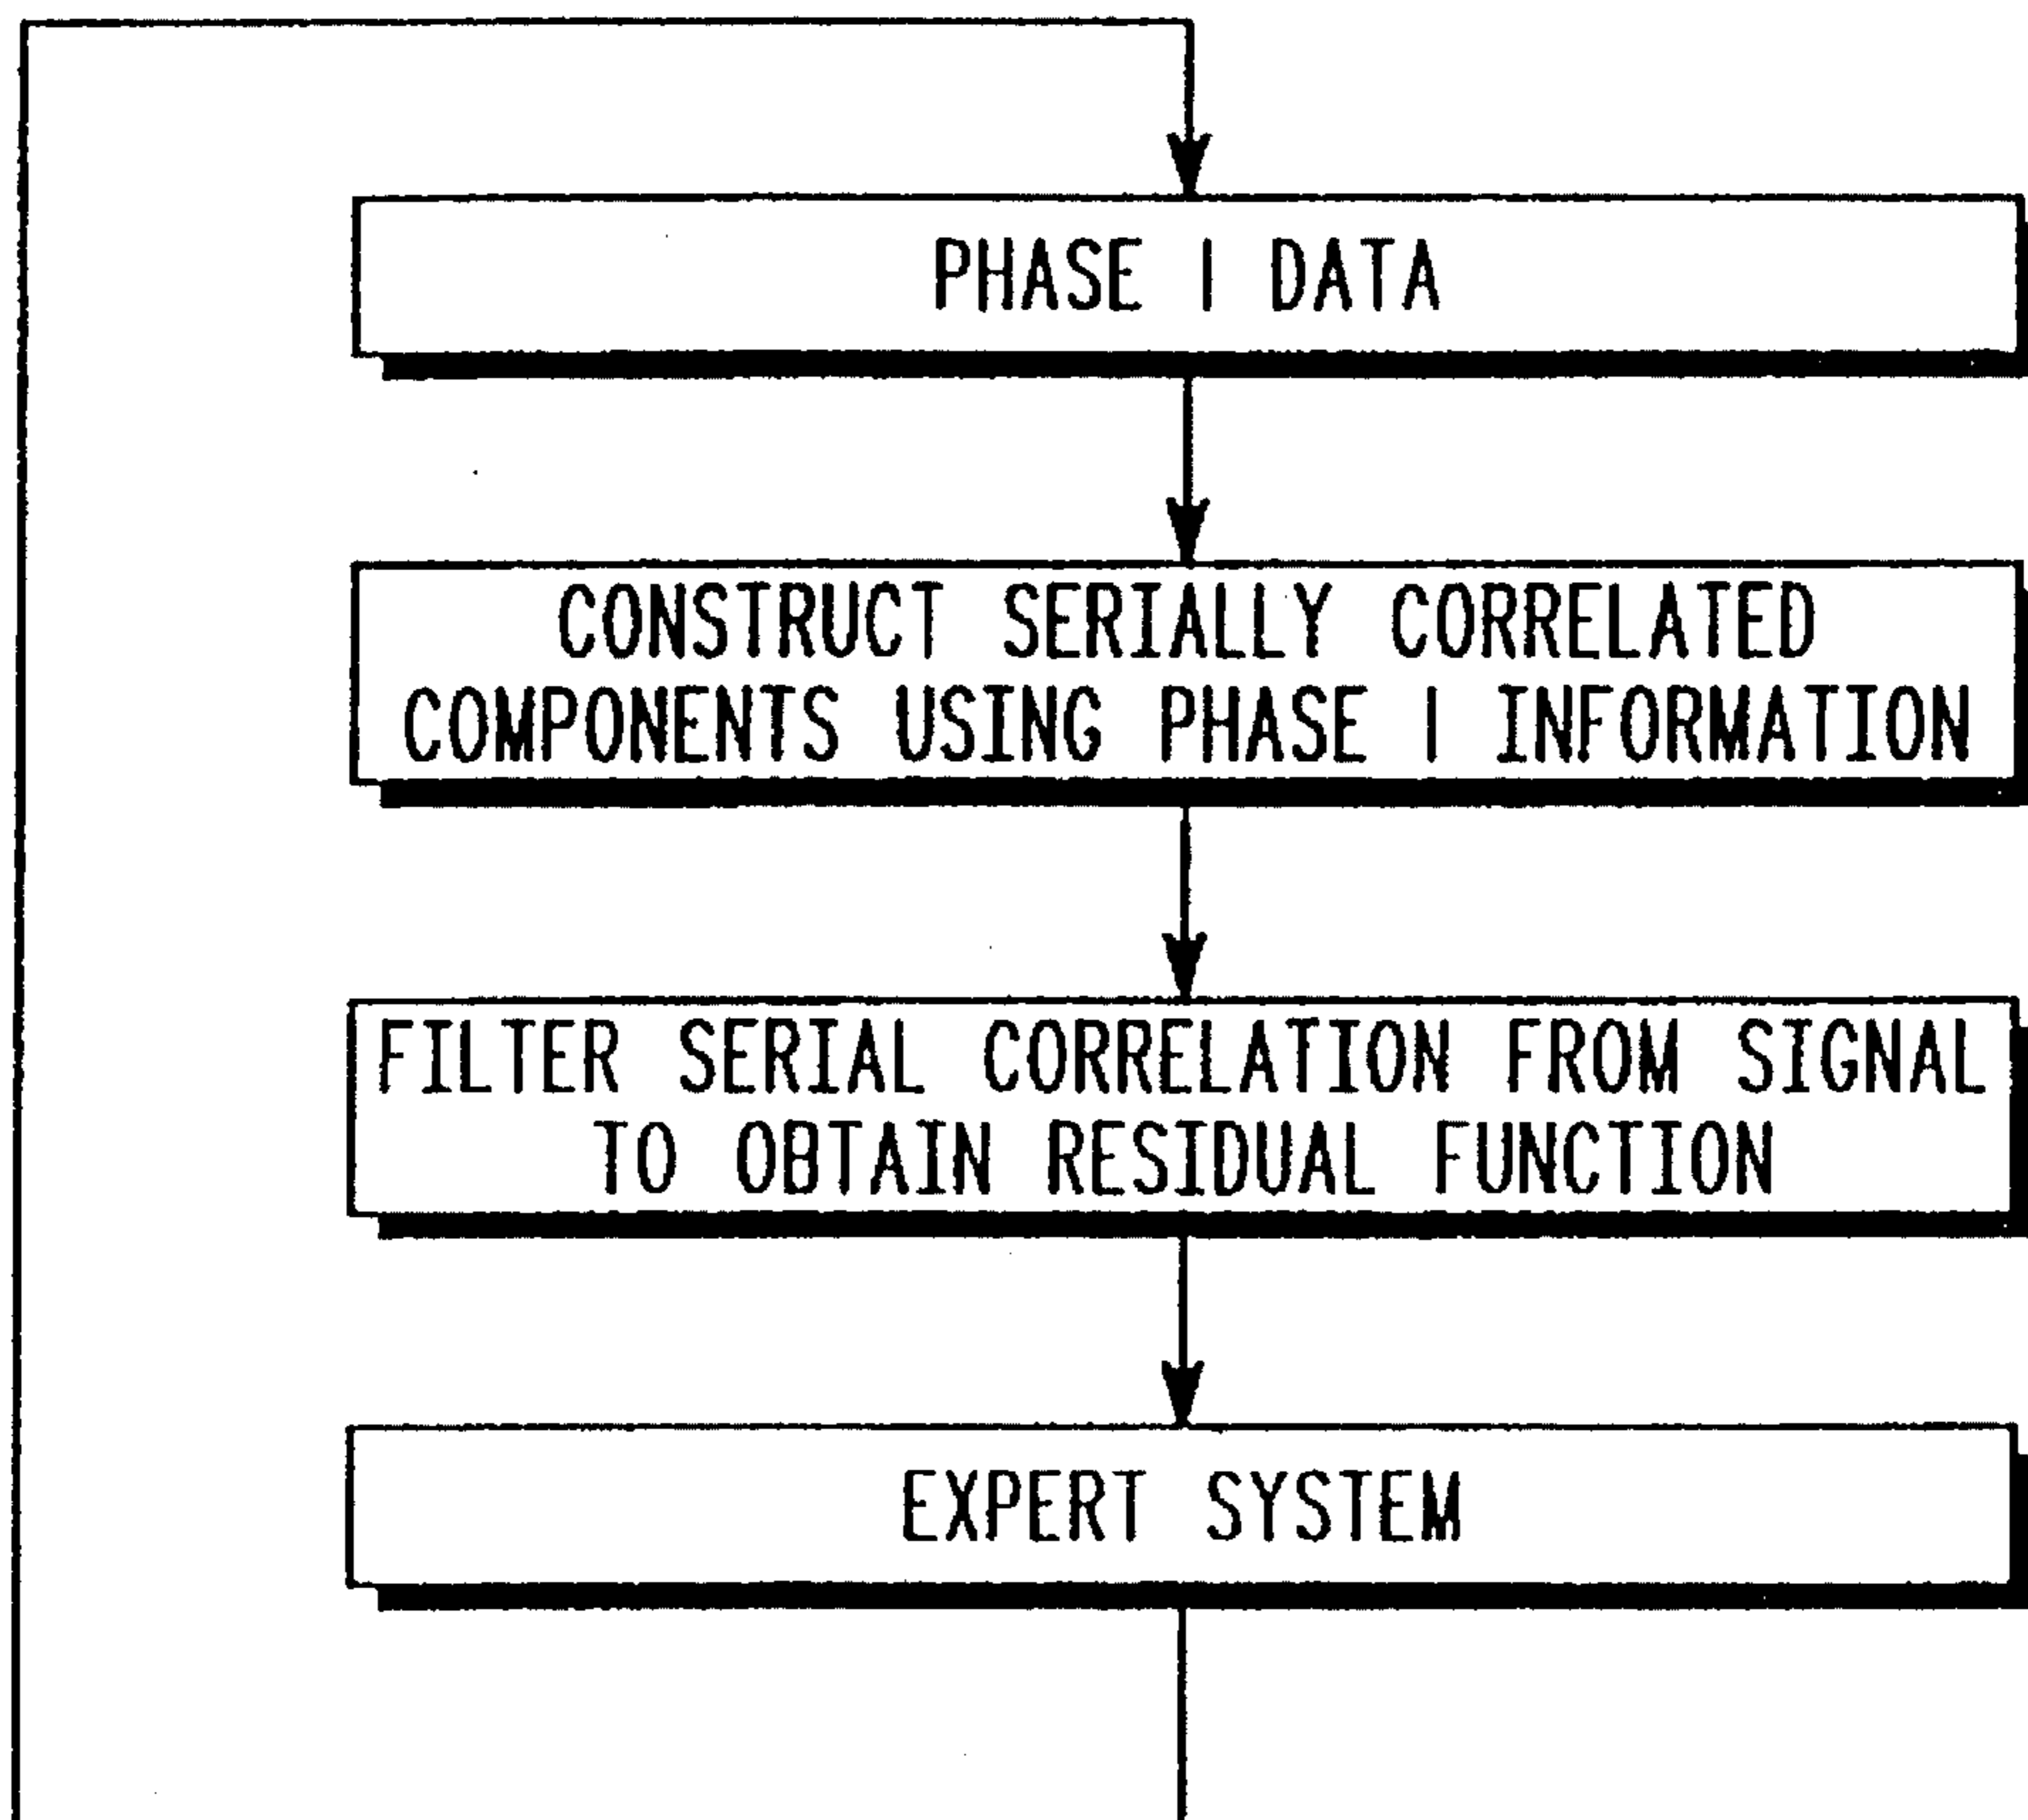 PHASE I DATA
CONSTRUCT SERIALLY CORRELATED
COMPONENTS USING PHASE I INFORMATION
FILTER SERIAL CORRELATION FROM SIGNAL
TO OBTAIN RESIDUAL FUNCTION
EXPERT SYSTEM